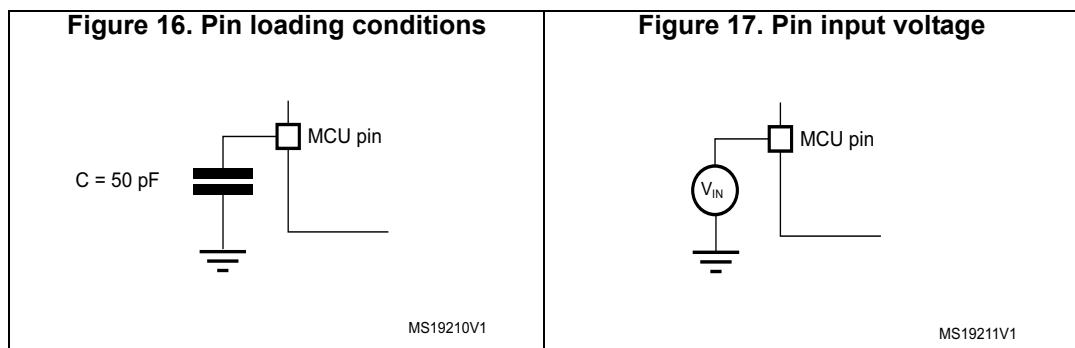 Figure 16. Pin loading conditions
MCU pin
C = 50 pF
MS19210V1
Figure 17. Pin input voltage
MCU pin
VIN
MS19211V1